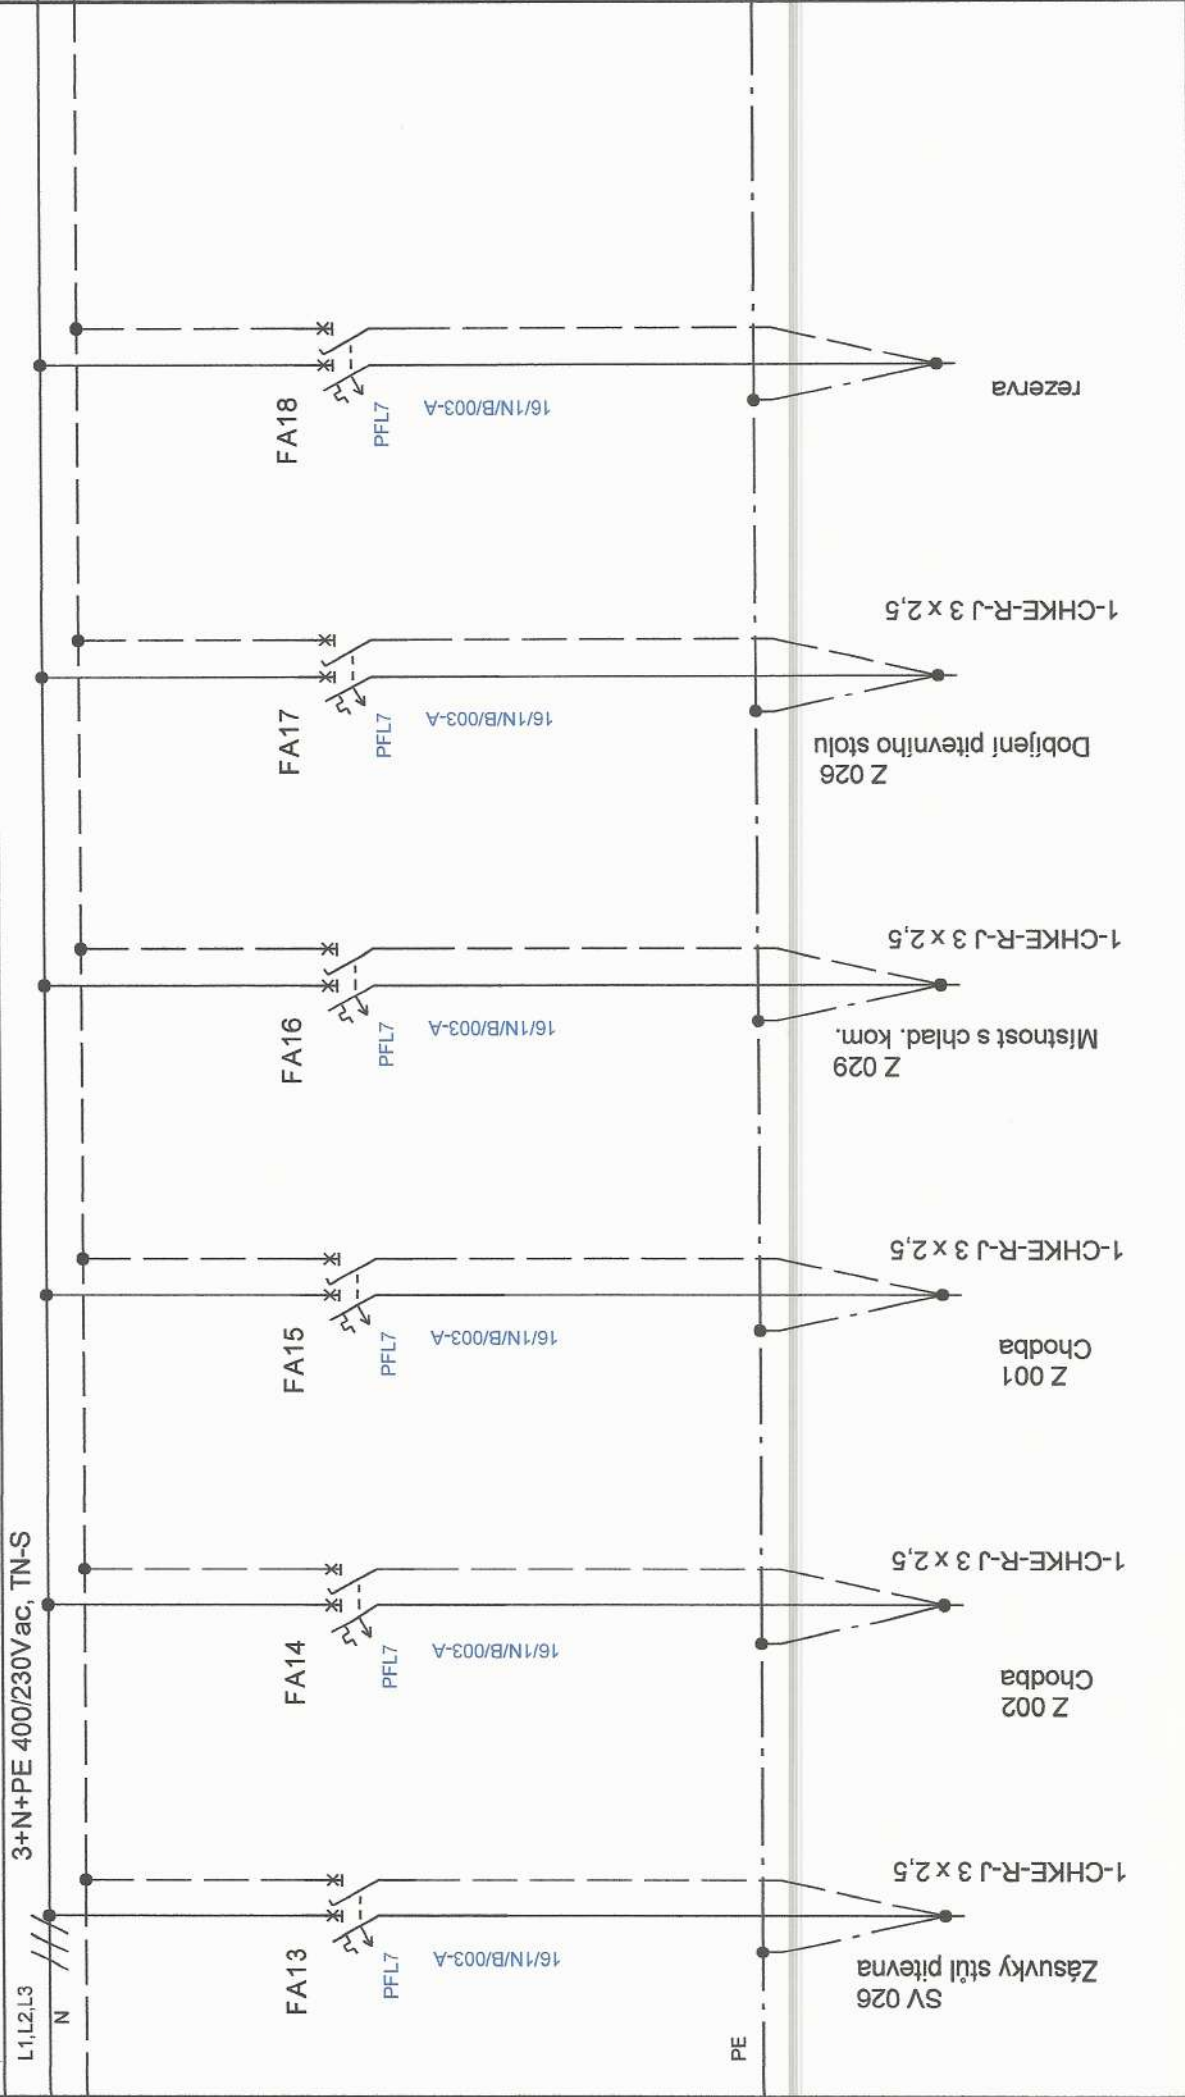 3+N+PE 400/230Vac, TN-S
L1,L2,L3
N
PE
FA13
PFL7
16/1N/B/003-A
SV 026
Zásuvky stůl pitevna
1-CHKE-R-J 3 x 2,5
FA14
PFL7
16/1N/B/003-A
Z 002
Chodba
1-CHKE-R-J 3 x 2,5
FA15
PFL7
16/1N/B/003-A
Z 001
Chodba
1-CHKE-R-J 3 x 2,5
FA16
PFL7
16/1N/B/003-A
Z 029
Místnost s chlad. kom.
1-CHKE-R-J 3 x 2,5
FA17
PFL7
16/1N/B/003-A
Z 026
Dobíjení pitevního stolu
1-CHKE-R-J 3 x 2,5
FA18
PFL7
16/1N/B/003-A
rezerva